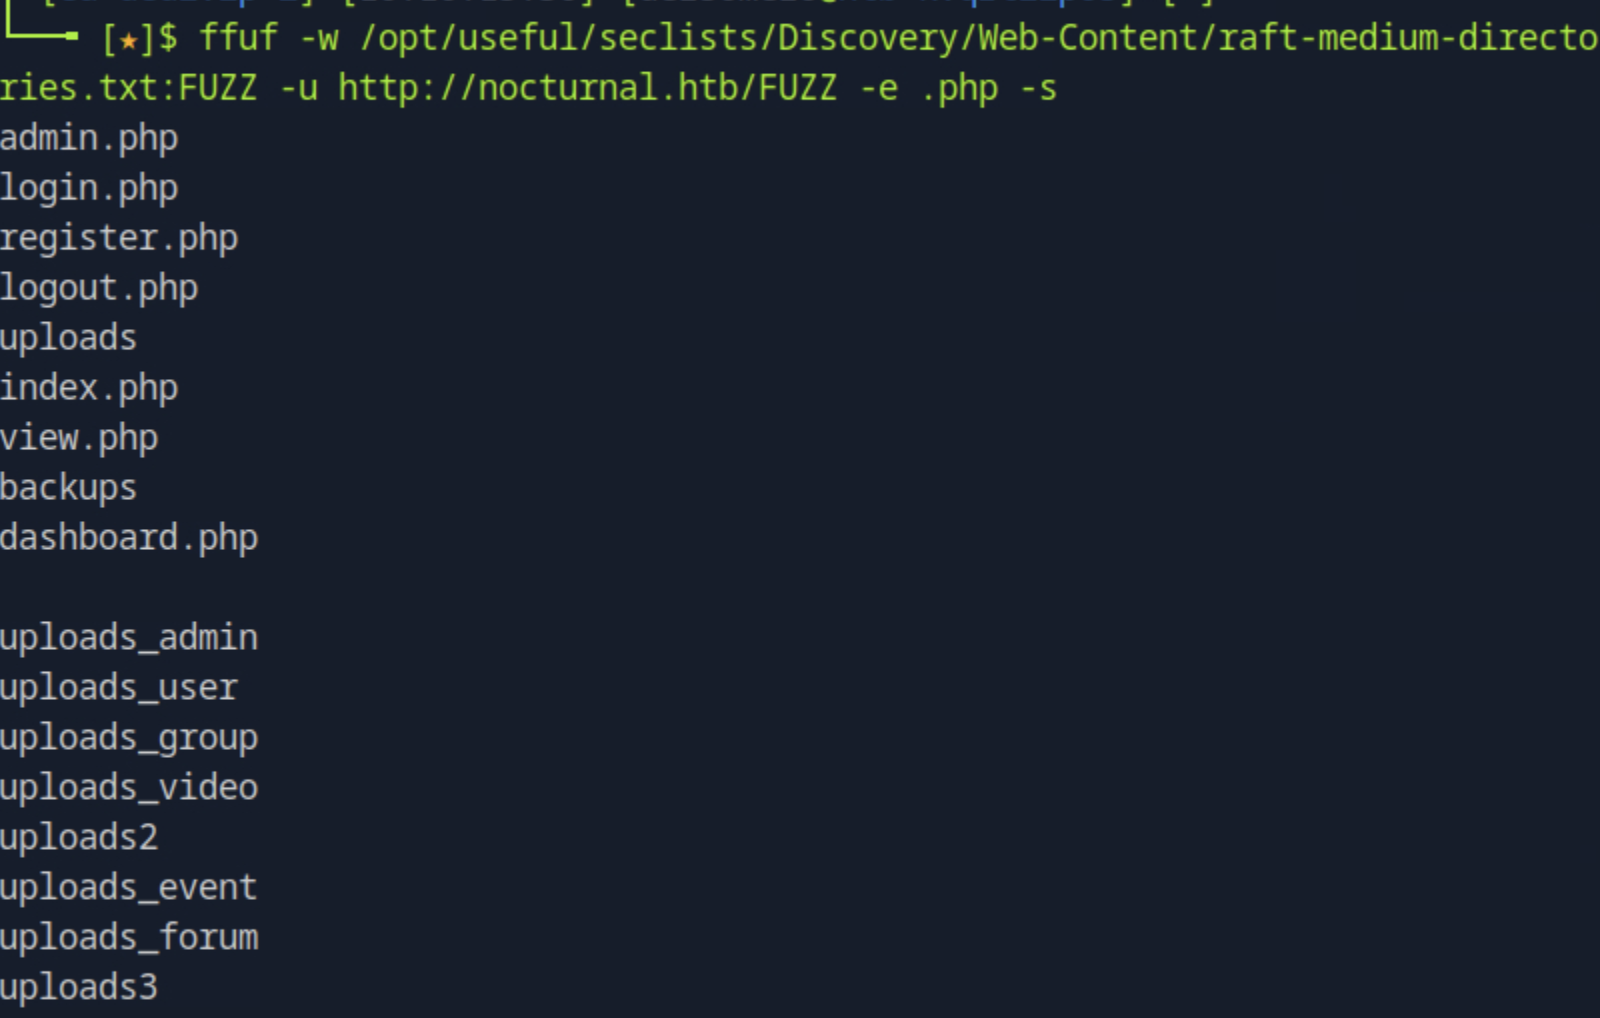 [★]$ ffuf -w /opt/useful/seclists/Discovery/Web-Content/raft-medium-directo
ries.txt:FUZZ -u http://nocturnal.htb/FUZZ -e .php -s
admin.php
login.php
register.php
logout.php
uploads
index.php
view.php
backups
dashboard.php
uploads_admin
uploads_user
uploads_group
uploads_video
uploads2
uploads_event
uploads_forum
uploads3